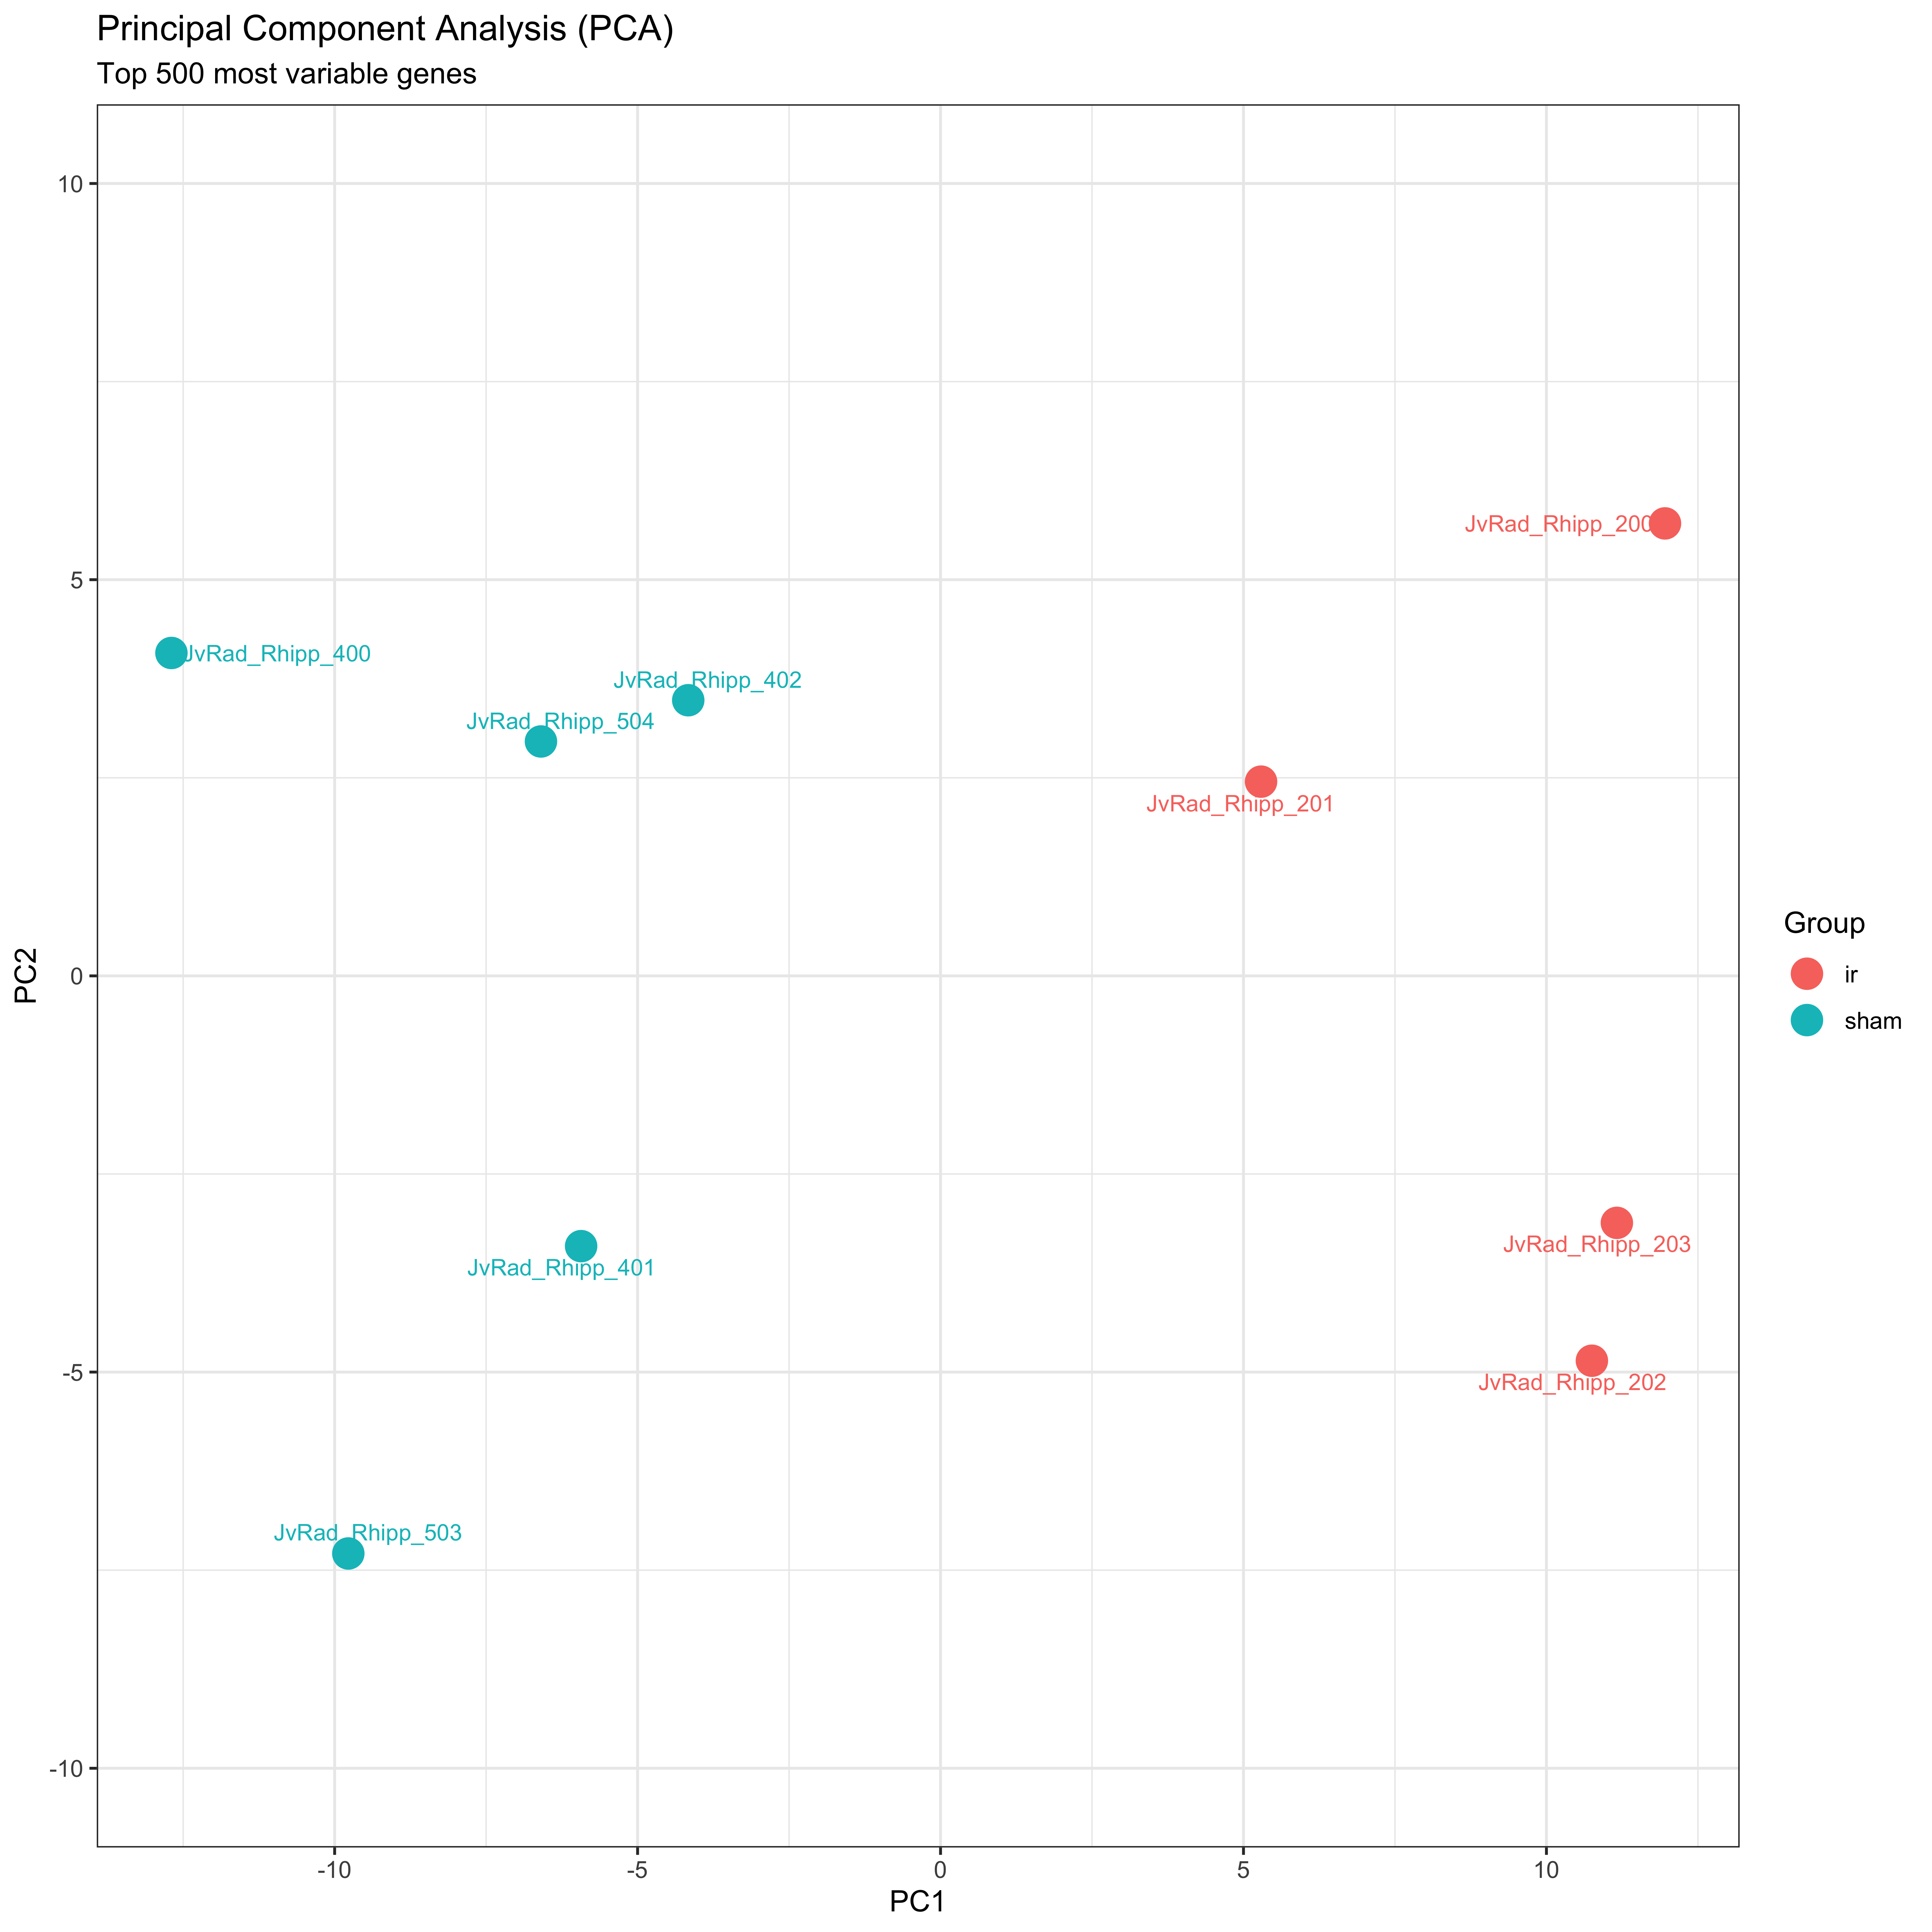 Principal Component Analysis (PCA)
Top 500 most variable genes
10
5
0
-5
-10
PC2
JvRad_Rhipp_200
JvRad_Rhipp_400
JvRad_Rhipp_402
JvRad_Rhipp_504
JvRad_Rhipp_201
JvRad_Rhipp_203
JvRad_Rhipp_401
JvRad_Rhipp_202
JvRad_Rhipp_503
-10
-5
0
5
10
PC1
Group
ir
sham